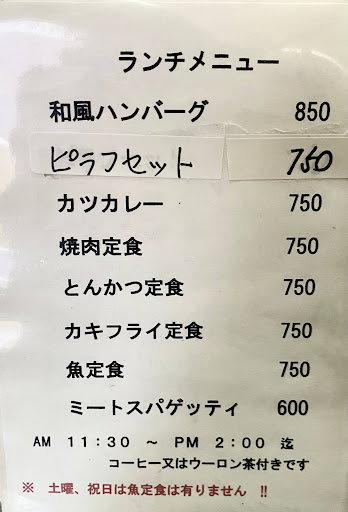 ランチメニュー
和風ハンバーグ 850
ピラフセット 750
カツカレー 750
焼肉定食 750
とんかつ定食 750
カキフライ定食 750
魚定食 750
ミートスパゲッティ 600
AM 11:30 ～ PM 2:00 迄
コーヒー又はウーロン茶付きです
※ 土曜、祝日は魚定食は有りません !!